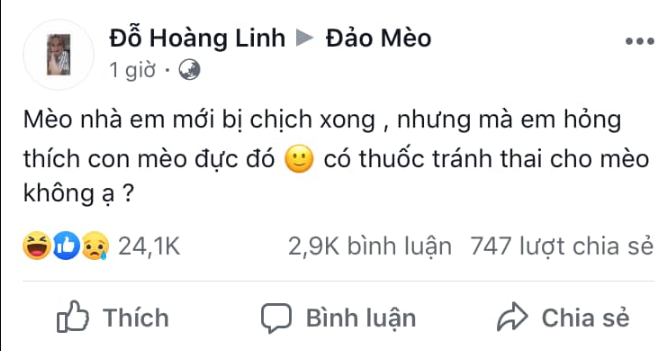 Đỗ Hoàng Linh ▶ Đảo Mèo
1 giờ ·
Mèo nhà em mới bị chịch xong , nhưng mà em hỏng
thích con mèo đực đó 🙂 có thuốc tránh thai cho mèo
không ạ ?
24,1K 2,9K bình luận 747 lượt chia sẻ
Thích Bình luận Chia sẻ